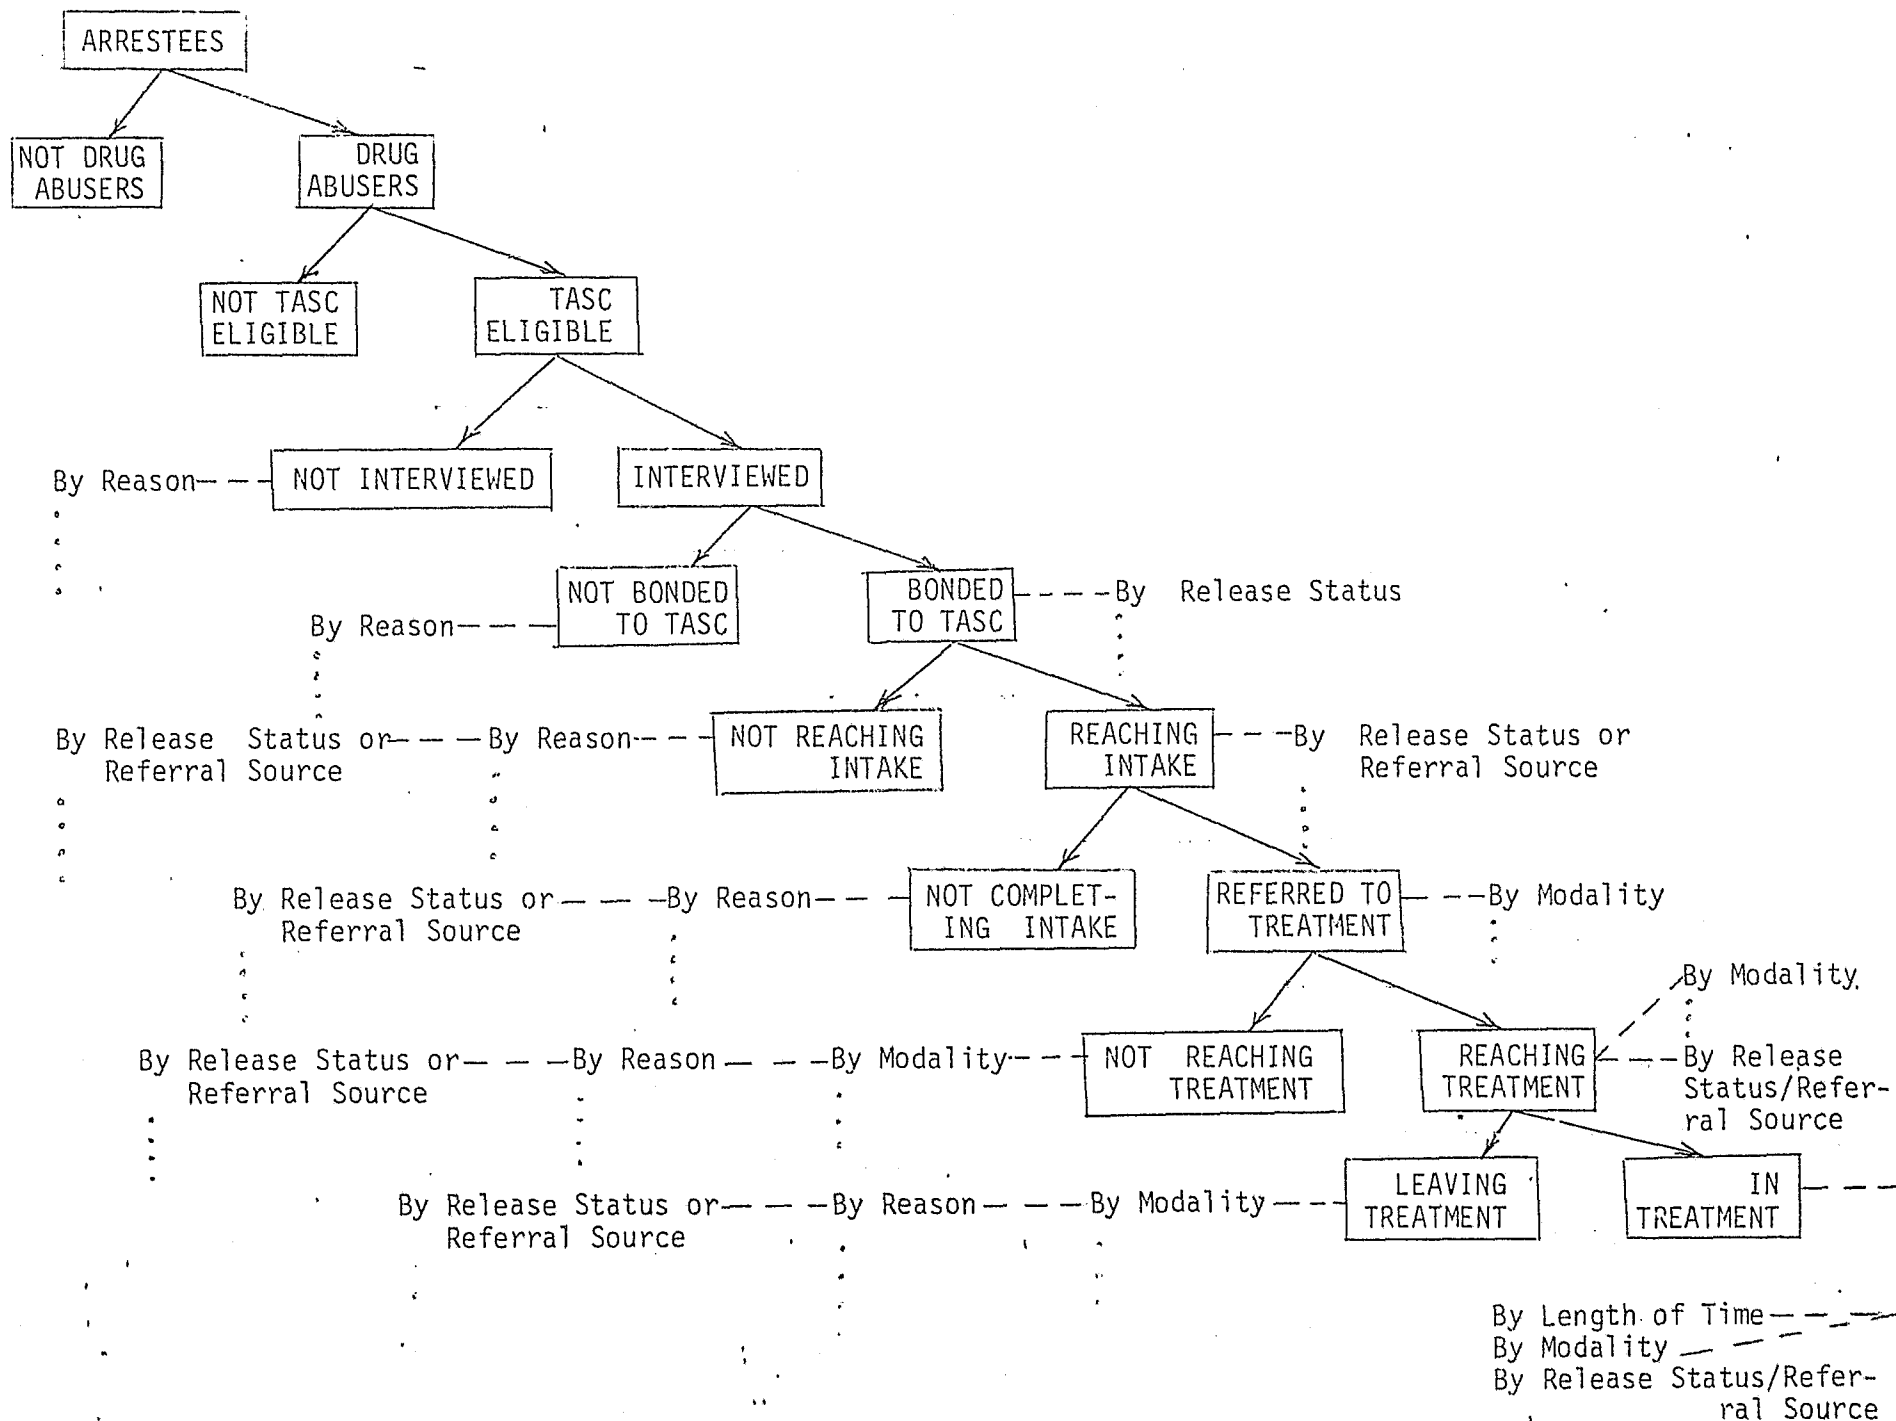 ARRESTEES
NOT DRUG
ABUSERS
DRUG
ABUSERS
NOT TASC
ELIGIBLE
TASC
ELIGIBLE
By Reason
NOT INTERVIEWED
INTERVIEWED
By Reason
NOT BONDED
TO TASC
BONDED
TO TASC
By Release Status
By Release Status or
Referral Source
By Reason
NOT REACHING
INTAKE
REACHING
INTAKE
By Release Status or
Referral Source
By Release Status or
Referral Source
By Reason
NOT COMPLET-
ING INTAKE
REFERRED TO
TREATMENT
By Modality
By Release Status or
Referral Source
By Reason
By Modality
NOT REACHING
TREATMENT
REACHING
TREATMENT
By Modality
By Release
Status/Refer-
ral Source
By Release Status or
Referral Source
By Reason
By Modality
LEAVING
TREATMENT
IN
TREATMENT
By Length of Time
By Modality
By Release Status/Refer-
ral Source